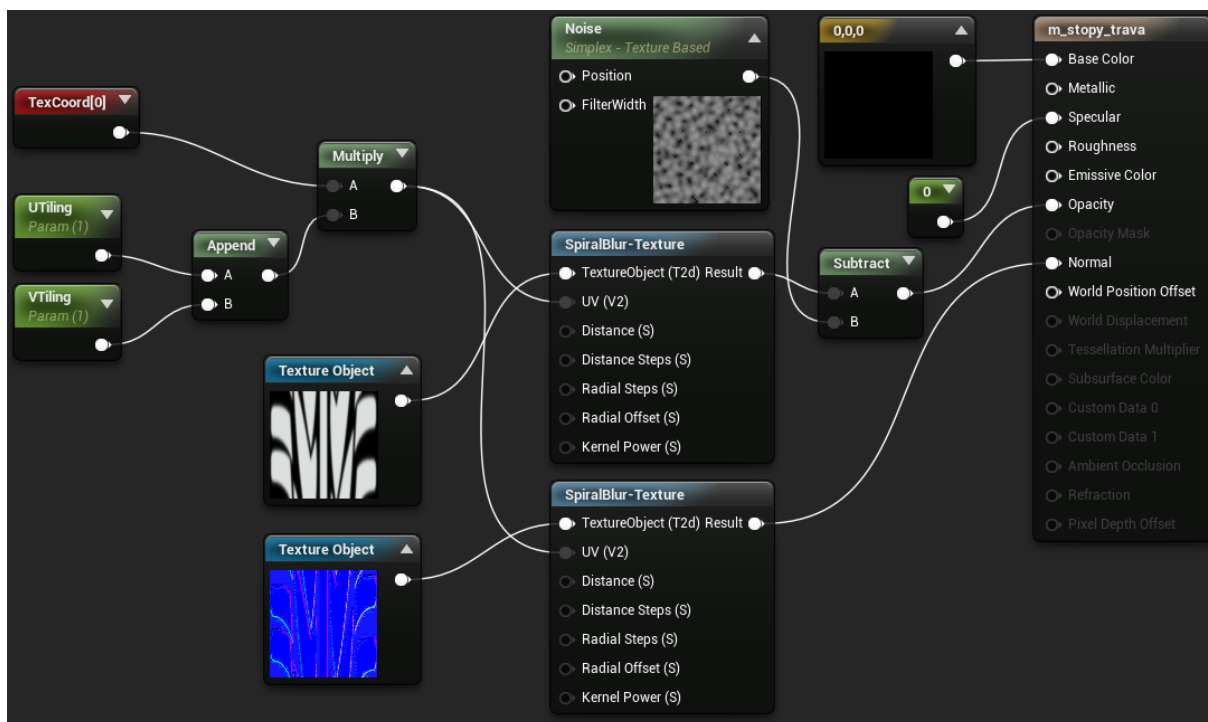 TexCoord[0]
UTiling
Param (1)
VTiling
Param (1)
Append
A
B
Multiply
A
B
Texture Object
Texture Object
Noise
Simplex - Texture Based
Position
FilterWidth
SpiralBlur-Texture
TextureObject (T2d) Result
UV (V2)
Distance (S)
Distance Steps (S)
Radial Steps (S)
Radial Offset (S)
Kernel Power (S)
SpiralBlur-Texture
TextureObject (T2d) Result
UV (V2)
Distance (S)
Distance Steps (S)
Radial Steps (S)
Radial Offset (S)
Kernel Power (S)
0,0,0
0
Subtract
A
B
m_stopy_trava
Base Color
Metallic
Specular
Roughness
Emissive Color
Opacity
Opacity Mask
Normal
World Position Offset
World Displacement
Tessellation Multiplier
Subsurface Color
Custom Data 0
Custom Data 1
Ambient Occlusion
Refraction
Pixel Depth Offset